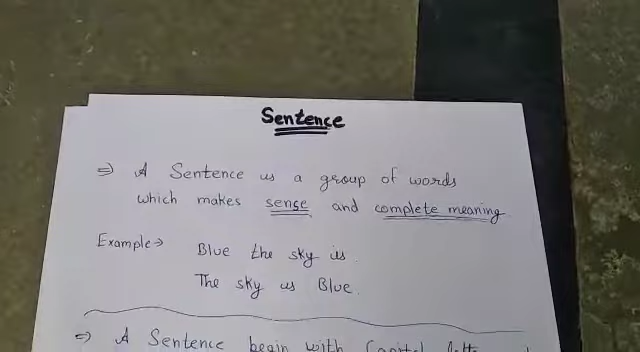 Sentence
⇒ A Sentence is a group of words
which makes sense and complete meaning
Example→ Blue the sky is.
The sky is Blue.
⇒ A Sentence begin with Capital